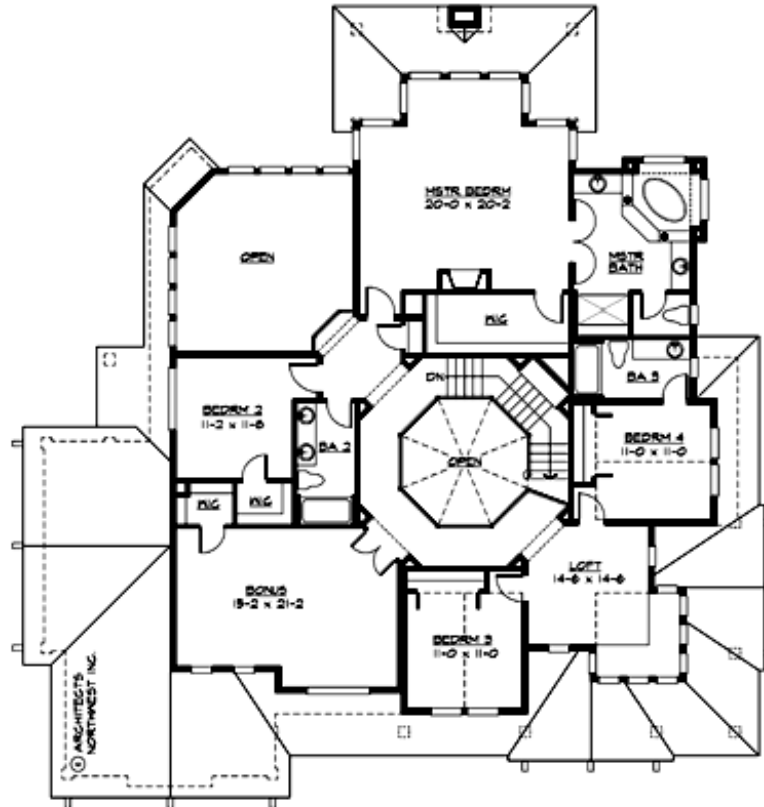 MSTR BEDRM
20-0 x 20-2
OPEN
MSTR
BATH
WIC
DN
BEDRM 2
11-2 x 11-8
BA 2
OPEN
BA 3
BEDRM 4
11-0 x 11-0
WIC
WIC
LOFT
14-6 x 14-6
BONUS
19-2 x 21-2
BEDRM 3
11-0 x 11-0
© ARCHITECTS
NORTHWEST INC.